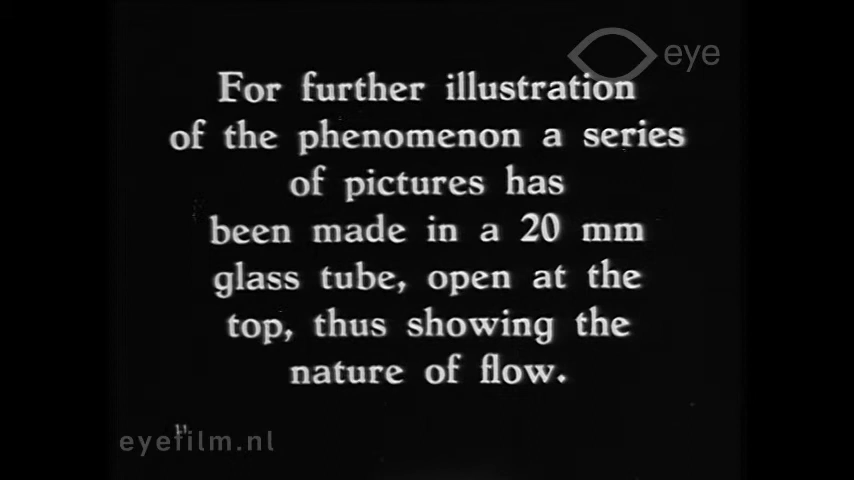 eye
For further illustration
of the phenomenon a series
of pictures has
been made in a 20 mm
glass tube, open at the
top, thus showing the
nature of flow.
11.
eyefilm.nl